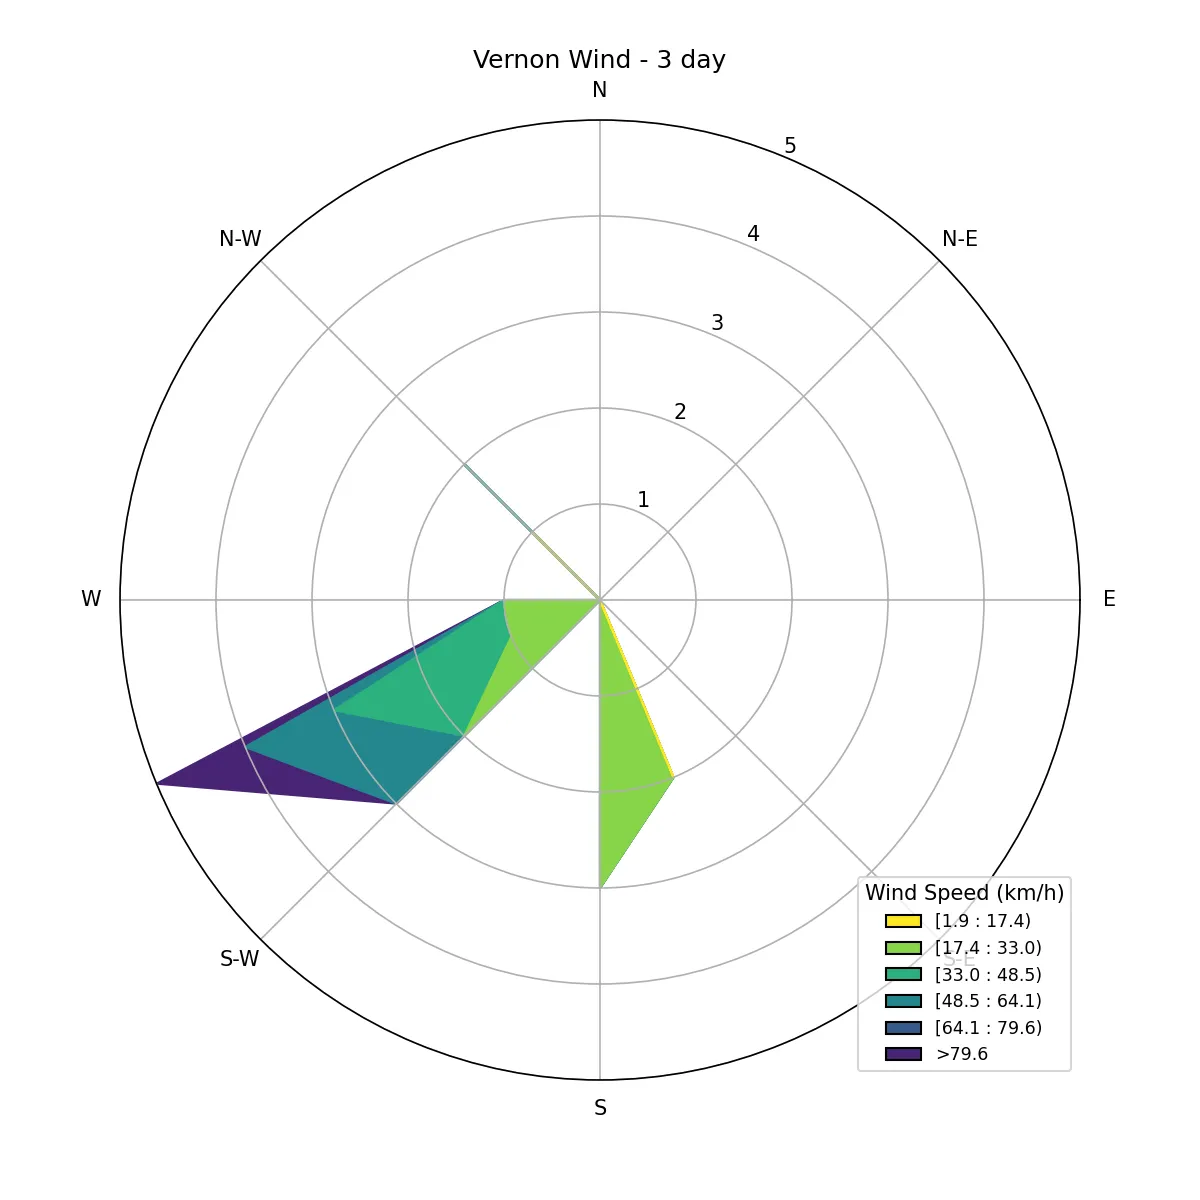 Vernon Wind - 3 day
N
5
N-W
N-E
4
3
2
1
W
E
S-W
S-E
S
Wind Speed (km/h)
[1.9 : 17.4)
[17.4 : 33.0)
[33.0 : 48.5)
[48.5 : 64.1)
[64.1 : 79.6)
>79.6